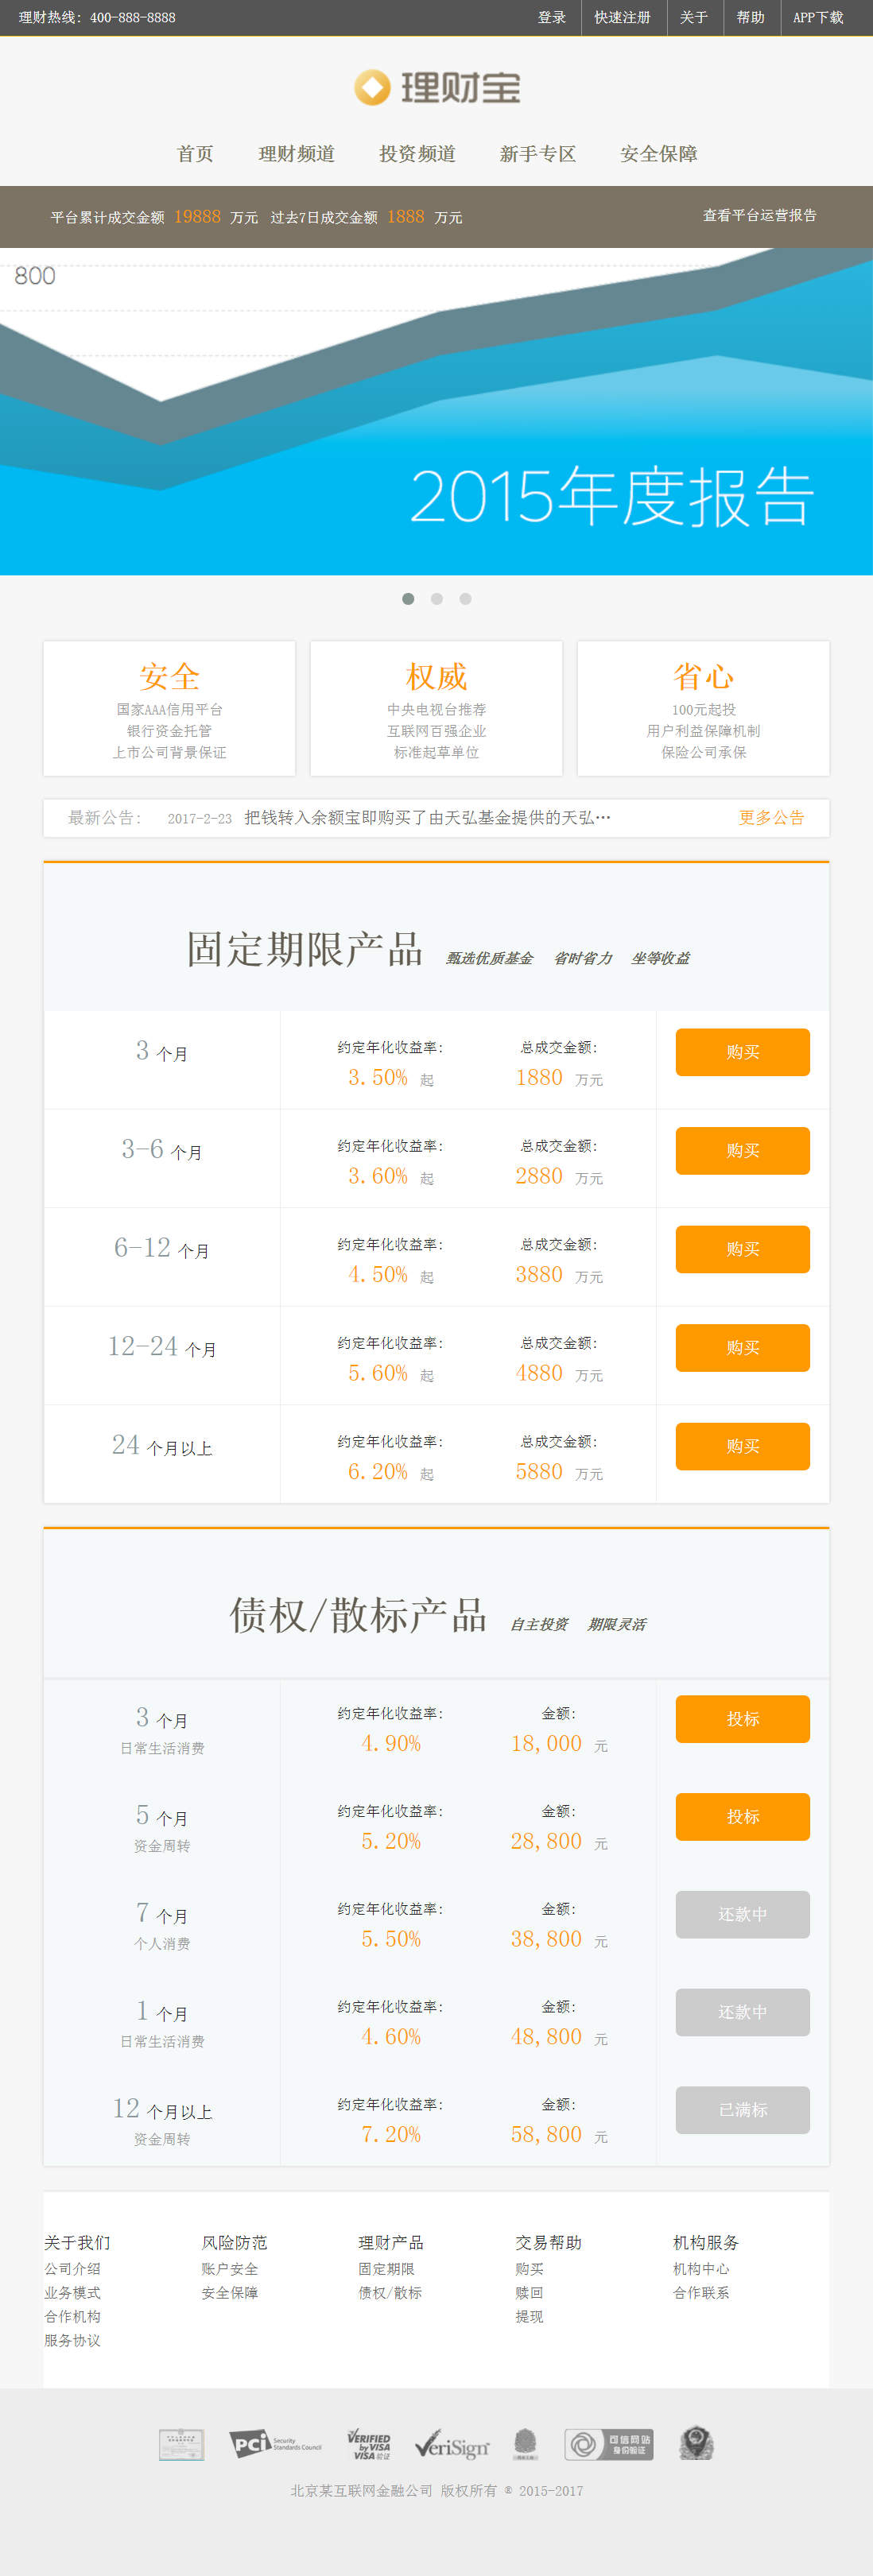 理财热线：400-888-8888 登录 快速注册 关于 帮助 APP下载
理财宝
首页 理财频道 投资频道 新手专区 安全保障
平台累计成交金额 19888 万元 过去7日成交金额 1888 万元 查看平台运营报告
800
2015年度报告
安全 权威 省心
国家AAA信用平台 中央电视台推荐 100元起投
银行资金托管 互联网百强企业 用户利益保障机制
上市公司背景保证 标准起草单位 保险公司承保
最新公告： 2017-2-23 把钱转入余额宝即购买了由天弘基金提供的天弘… 更多公告
固定期限产品 甄选优质基金 省时省力 坐等收益
3 个月 约定年化收益率： 总成交金额： 购买
3.50% 起 1880 万元
3-6 个月 约定年化收益率： 总成交金额： 购买
3.60% 起 2880 万元
6-12 个月 约定年化收益率： 总成交金额： 购买
4.50% 起 3880 万元
12-24 个月 约定年化收益率： 总成交金额： 购买
5.60% 起 4880 万元
24 个月以上 约定年化收益率： 总成交金额： 购买
6.20% 起 5880 万元
债权/散标产品 自主投资 期限灵活
3 个月 约定年化收益率： 金额： 投标
日常生活消费 4.90% 18,000 元
5 个月 约定年化收益率： 金额： 投标
资金周转 5.20% 28,800 元
7 个月 约定年化收益率： 金额： 还款中
个人消费 5.50% 38,800 元
1 个月 约定年化收益率： 金额： 还款中
日常生活消费 4.60% 48,800 元
12 个月以上 约定年化收益率： 金额： 已满标
资金周转 7.20% 58,800 元
关于我们 风险防范 理财产品 交易帮助 机构服务
公司介绍 账户安全 固定期限 购买 机构中心
业务模式 安全保障 债权/散标 赎回 合作联系
合作机构 提现
服务协议
PCI Security Standards Council VERIFIED by VISA VISA验证 VeriSign 可信网站 身份验证
北京某互联网金融公司 版权所有 © 2015-2017